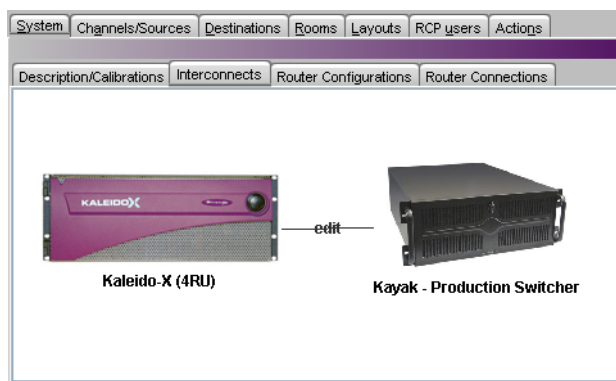 System Channels/Sources Destinations Rooms Layouts RCP users Actions
Description/Calibrations Interconnects Router Configurations Router Connections
KALEIDOX
edit
Kaleido-X (4RU)
Kayak - Production Switcher